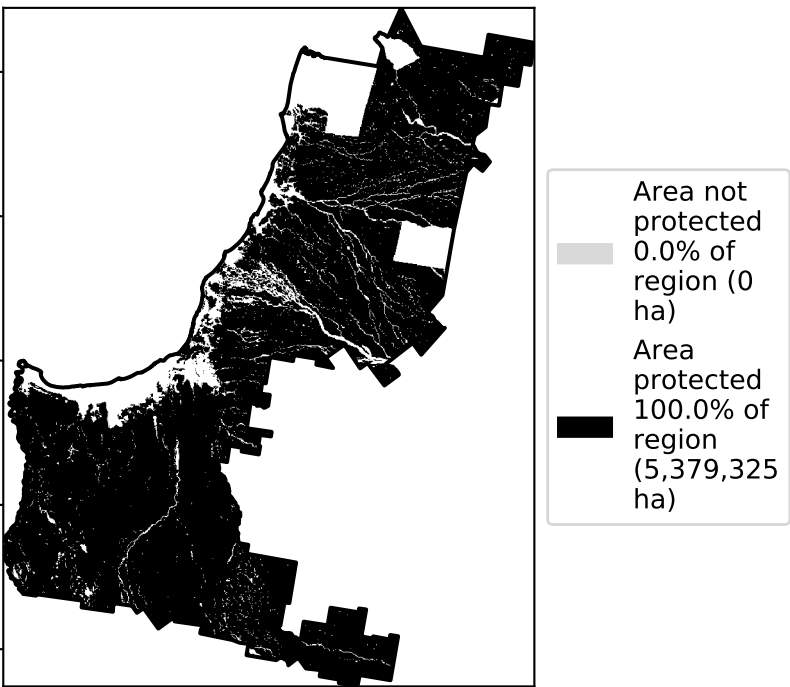 Area not
protected
0.0% of
region (0
ha)
Area
protected
100.0% of
region
(5,379,325
ha)